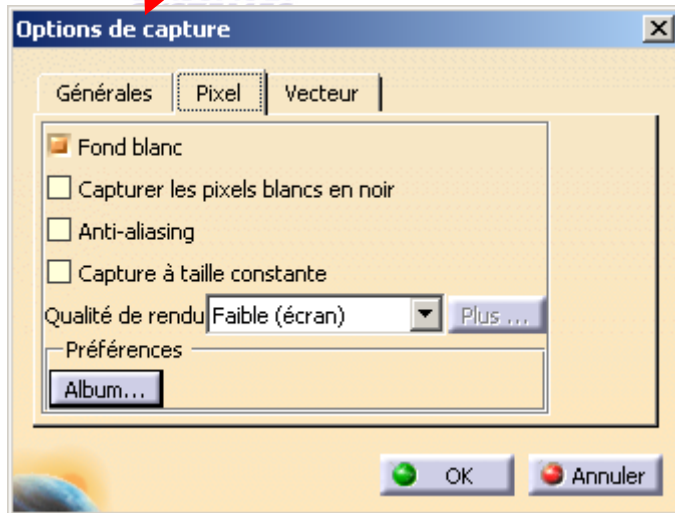 Options de capture
Générales Pixel Vecteur
Fond blanc
Capturer les pixels blancs en noir
Anti-aliasing
Capture à taille constante
Qualité de rendu Faible (écran) Plus ...
Préférences
Album...
OK Annuler